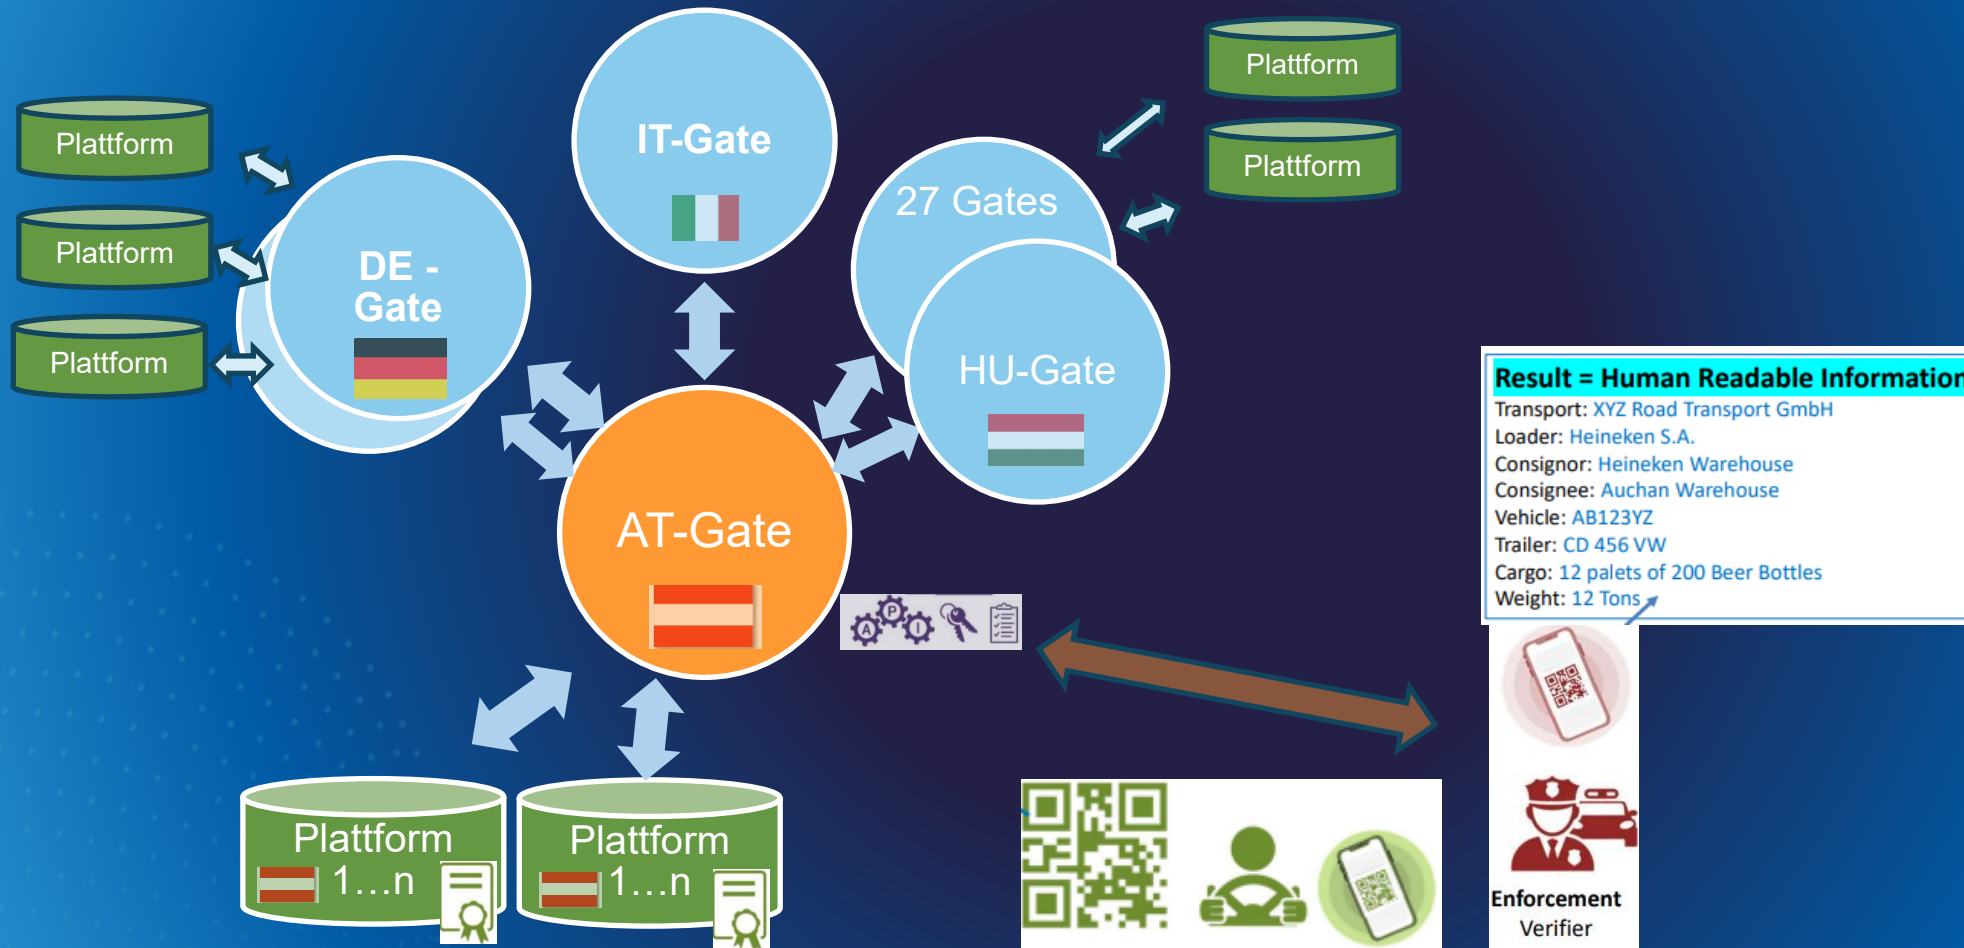 Plattform
Plattform
Plattform
DE -
Gate
IT-Gate
27 Gates
HU-Gate
Plattform
Plattform
AT-Gate
A P I
Plattform
1...n
Plattform
1...n
Result = Human Readable Information
Transport: XYZ Road Transport GmbH
Loader: Heineken S.A.
Consignor: Heineken Warehouse
Consignee: Auchan Warehouse
Vehicle: AB123YZ
Trailer: CD 456 VW
Cargo: 12 palets of 200 Beer Bottles
Weight: 12 Tons
Enforcement
Verifier